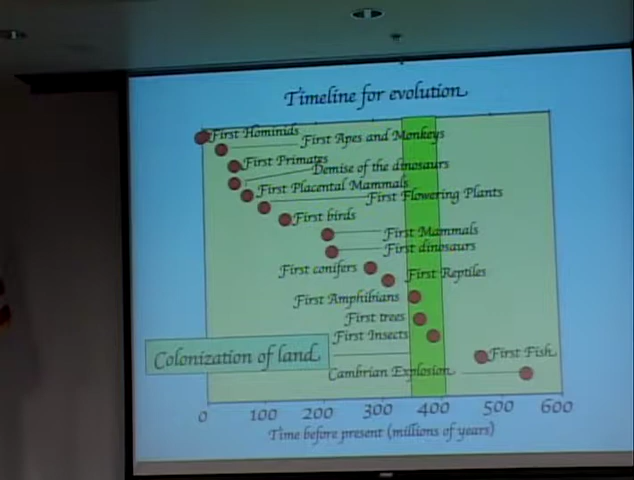 Timeline for evolution
First Hominids
First Apes and Monkeys
First Primates
Demise of the dinosaurs
First Placental Mammals
First Flowering Plants
First birds
First Mammals
First dinosaurs
First conifers
First Reptiles
First Amphibians
First trees
First Insects
Colonization of land
First Fish
Cambrian Explosion
0 100 200 300 400 500 600
Time before present (millions of years)